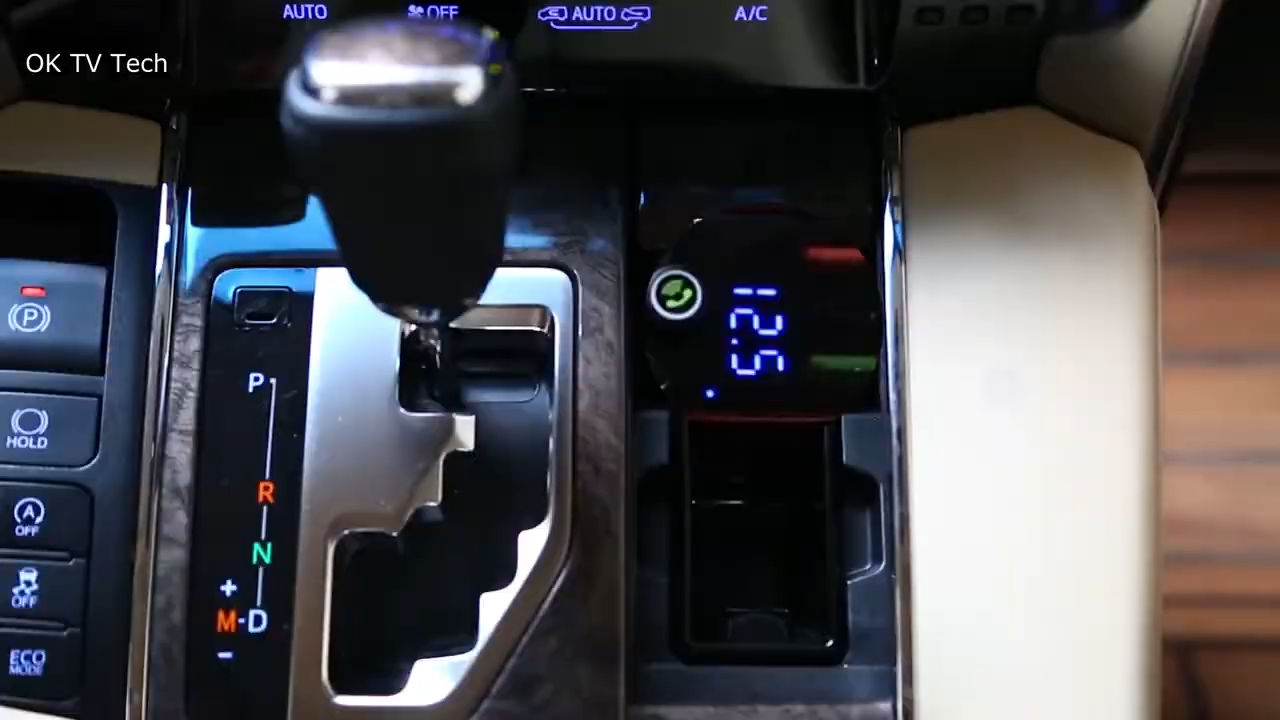 OK TV Tech
AUTO
OFF
AUTO
A/C
P
HOLD
A
OFF
OFF
ECO
MODE
P
R
N
+
M-D
-
12.5